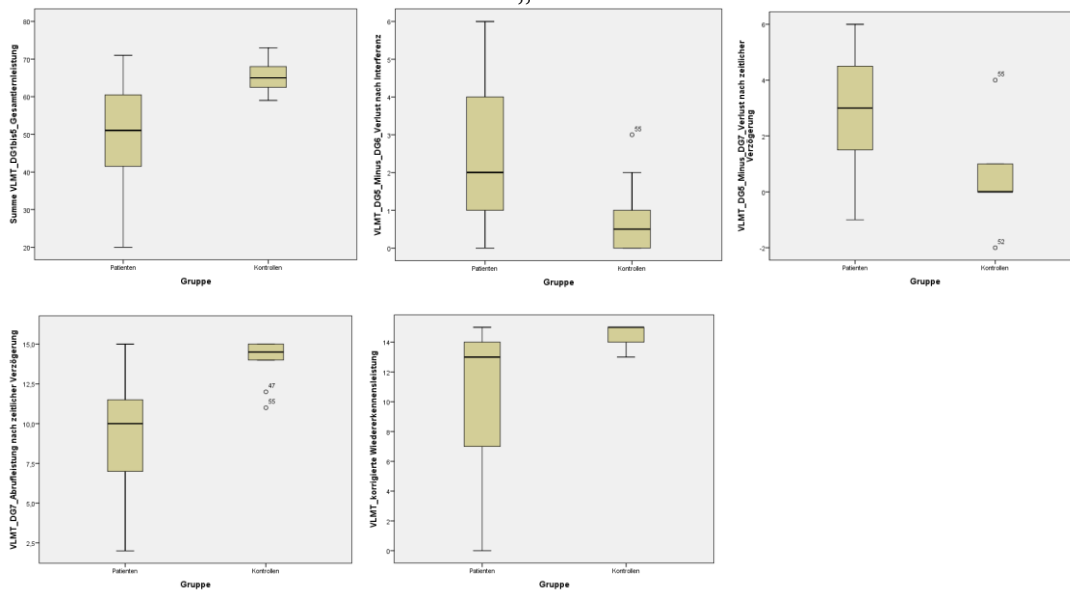 Summe VLMT_DG1bis5_Gesamtlernleistung
80
70
60
50
40
30
20
Patienten
Kontrollen
Gruppe
VLMT_DG5_Minus_DG6_Verlust nach Interferenz
6
5
4
3
2
1
0
55
Patienten
Kontrollen
Gruppe
VLMT_DG5_Minus_DG7_Verlust nach zeitlicher
Verzögerung
6
4
2
0
-2
55
52
Patienten
Kontrollen
Gruppe
VLMT_DG7_Abrufleistung nach zeitlicher Verzögerung
15,0
12,5
10,0
7,5
5,0
2,5
47
55
Patienten
Kontrollen
Gruppe
VLMT_korrigierte Wiedererkennensleistung
14
12
10
8
6
4
2
0
Patienten
Kontrollen
Gruppe